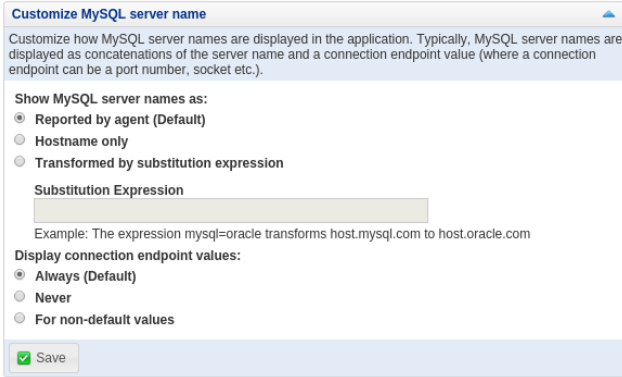 Customize MySQL server name
Customize how MySQL server names are displayed in the application. Typically, MySQL server names are
displayed as concatenations of the server name and a connection endpoint value (where a connection
endpoint can be a port number, socket etc.).
Show MySQL server names as:
Reported by agent (Default)
Hostname only
Transformed by substitution expression
Substitution Expression
Example: The expression mysql=oracle transforms host.mysql.com to host.oracle.com
Display connection endpoint values:
Always (Default)
Never
For non-default values
Save